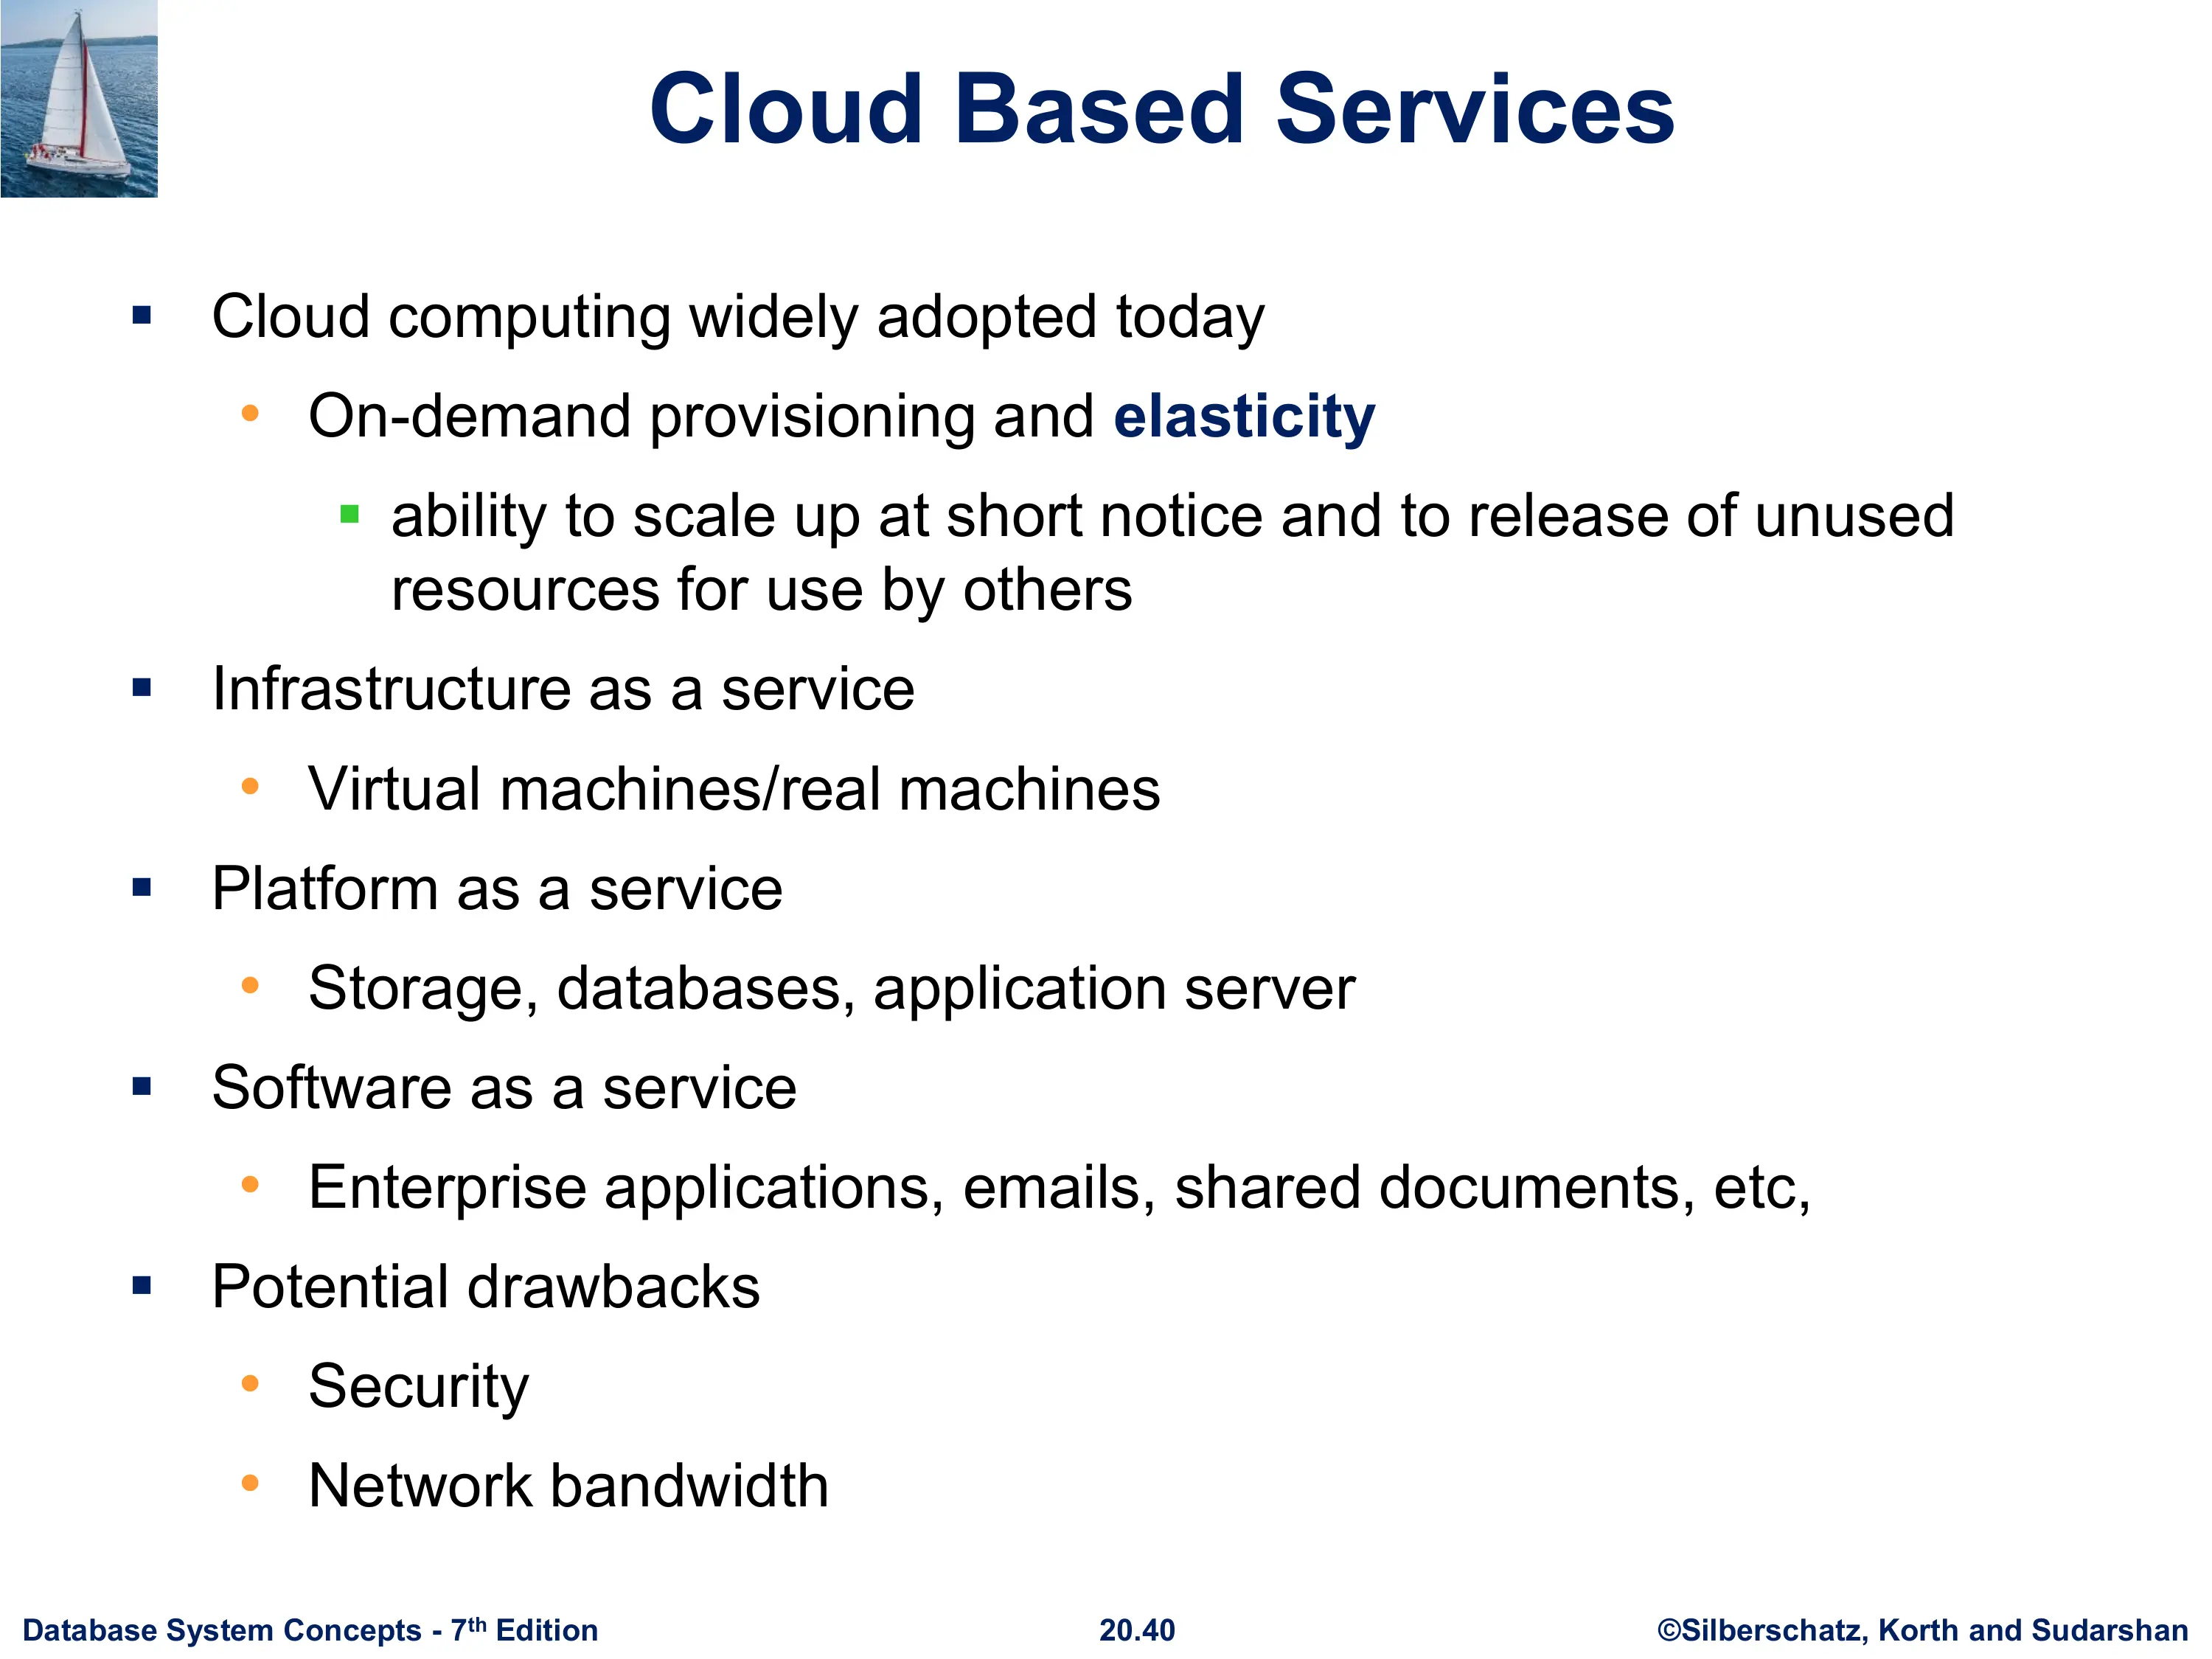 Cloud Based Services
Cloud computing widely adopted today
On-demand provisioning and elasticity
ability to scale up at short notice and to release of unused
resources for use by others
Infrastructure as a service
Virtual machines/real machines
Platform as a service
Storage, databases, application server
Software as a service
Enterprise applications, emails, shared documents, etc,
Potential drawbacks
Security
Network bandwidth
Database System Concepts - 7th Edition
20.40
©Silberschatz, Korth and Sudarshan